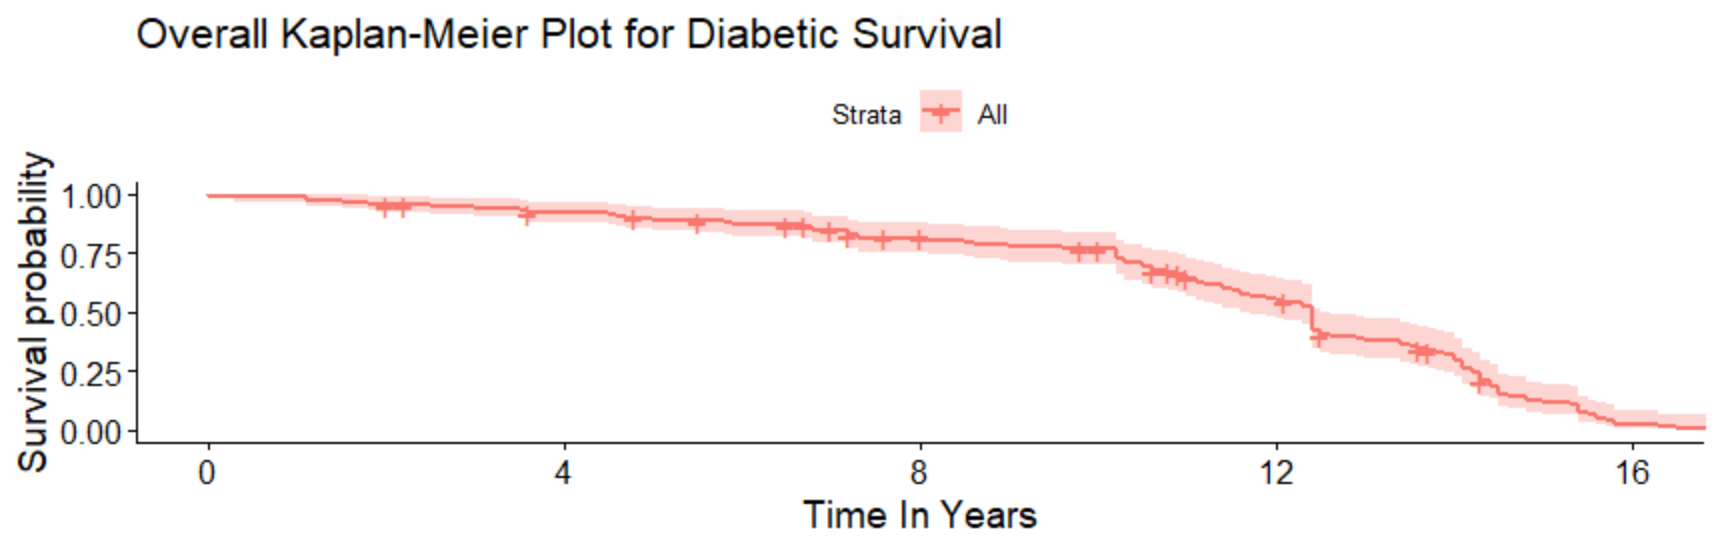 Overall Kaplan-Meier Plot for Diabetic Survival
Strata All
Survival probability
1.00
0.75
0.50
0.25
0.00
0 4 8 12 16
Time In Years